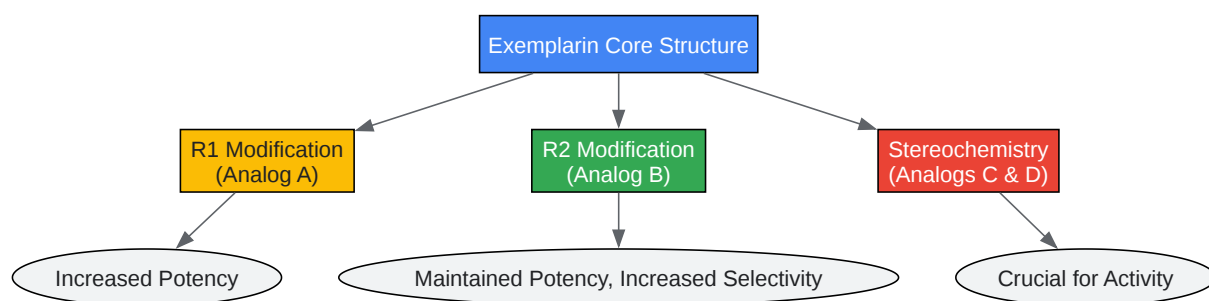 Exemplarin Core Structure
R1 Modification
(Analog A)
R2 Modification
(Analog B)
Stereochemistry
(Analogs C & D)
Increased Potency
Maintained Potency, Increased Selectivity
Crucial for Activity